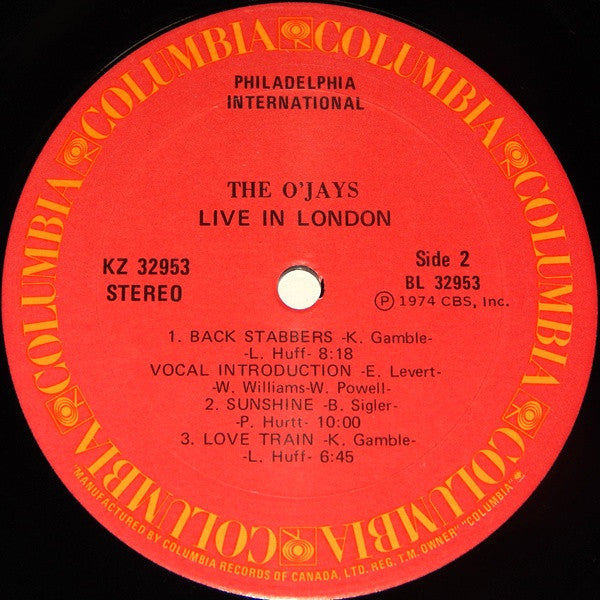 COLUMBIA COLUMBIA COLUMBIA COLUMBIA COLUMBIA COLUMBIA
PHILADELPHIA
INTERNATIONAL
THE O'JAYS
LIVE IN LONDON
KZ 32953
STEREO
Side 2
BL 32953
Ⓟ 1974 CBS, Inc.
1. BACK STABBERS -K. Gamble-
-L. Huff- 8:18
VOCAL INTRODUCTION -E. Levert-
-W. Williams-W. Powell-
2. SUNSHINE -B. Sigler-
-P. Hurtt- 10:00
3. LOVE TRAIN -K. Gamble-
-L. Huff- 6:45
"MANUFACTURED BY COLUMBIA RECORDS OF CANADA, LTD. REG. T.M. OWNER" "COLUMBIA".